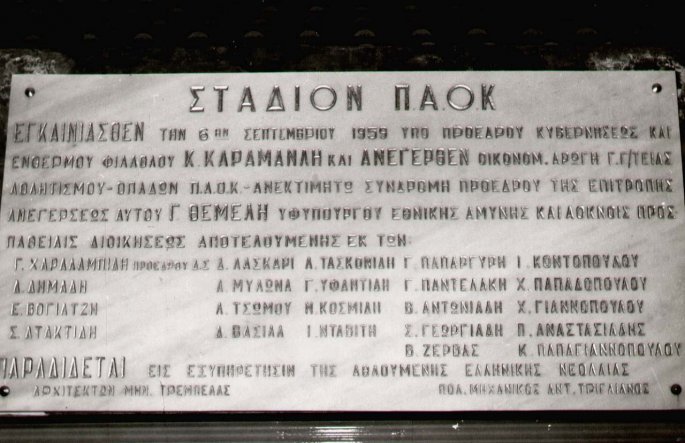 ΣΤΑΔΙΟΝ Π.Α.Ο.Κ
ΕΓΚΑΙΝΙΑΣΘΕΝ ΤΗΝ 6ΗΝ ΣΕΠΤΕΜΒΡΙΟΥ 1959 ΥΠΟ ΠΡΟΕΔΡΟΥ ΚΥΒΕΡΝΗΣΕΩΣ ΚΑΙ
ΕΝΘΕΡΜΟΥ ΦΙΛΑΘΛΟΥ Κ. ΚΑΡΑΜΑΝΛΗ ΚΑΙ ΑΝΕΓΕΡΘΕΝ ΟΙΚΟΝΟΜ. ΑΡΩΓΗ Γ. Γ/ΤΕΙΑΣ
ΑΘΛΗΤΙΣΜΟΥ-ΟΠΑΔΩΝ Π.Α.Ο.Κ.-ΑΝΕΚΤΙΜΗΤΩ ΣΥΝΔΡΟΜΗ ΠΡΟΕΔΡΟΥ ΤΗΣ ΕΠΙΤΡΟΠΗΣ
ΑΝΕΓΕΡΣΕΩΣ ΑΥΤΟΥ Γ. ΘΕΜΕΛΗ ΥΦΥΠΟΥΡΓΟΥ ΕΘΝΙΚΗΣ ΑΜΥΝΗΣ ΚΑΙ ΑΟΚΝΟΙΣ ΠΡΟΣ
ΠΑΘΕΙΑΙΣ ΔΙΟΙΚΗΣΕΩΣ ΑΠΟΤΕΛΟΥΜΕΝΗΣ ΕΚ ΤΩΝ:
Γ. ΧΑΡΑΛΑΜΠΙΔΗ ΠΡΟΕΔΡΟΥ Δ.Σ Δ. ΛΑΣΚΑΡΙ Α. ΤΑΣΚΟΝΙΔΗ Γ. ΠΑΠΑΡΓΥΡΗ Ι. ΚΟΝΤΟΠΟΥΛΟΥ
Λ. ΔΗΜΑΔΗ Δ. ΜΥΛΩΝΑ Γ. ΥΦΑΝΤΙΔΗ Γ. ΠΑΝΤΕΛΑΚΗ Χ. ΠΑΠΑΔΟΠΟΥΛΟΥ
Ε. ΒΟΓΙΑΤΖΗ Α. ΤΣΩΜΟΥ Ν. ΚΟΣΜΙΔΗ Β. ΑΝΤΩΝΙΑΔΗ Χ. ΓΙΑΝΝΟΠΟΥΛΟΥ
Σ. ΑΤΑΚΤΙΔΗ Δ. ΒΑΣΙΛΑ Ι. ΝΤΑΒΙΤΗ Σ. ΓΕΩΡΓΙΑΔΗ Π. ΑΝΑΣΤΑΣΙΑΔΗΣ
Β. ΖΕΡΒΑΣ Κ. ΠΑΠΑΓΙΑΝΝΟΠΟΥΛΟΥ
ΠΑΡΑΔΙΔΕΤΑΙ ΕΙΣ ΕΞΥΠΗΡΕΤΗΣΙΝ ΤΗΣ ΑΘΛΟΥΜΕΝΗΣ ΕΛΛΗΝΙΚΗΣ ΝΕΟΛΑΙΑΣ
ΑΡΧΙΤΕΚΤΩΝ ΜΗΝ. ΤΡΕΜΠΕΛΑΣ ΠΟΛ. ΜΗΧΑΝΙΚΟΣ ΑΝΤ. ΤΡΙΓΛΙΑΝΟΣ